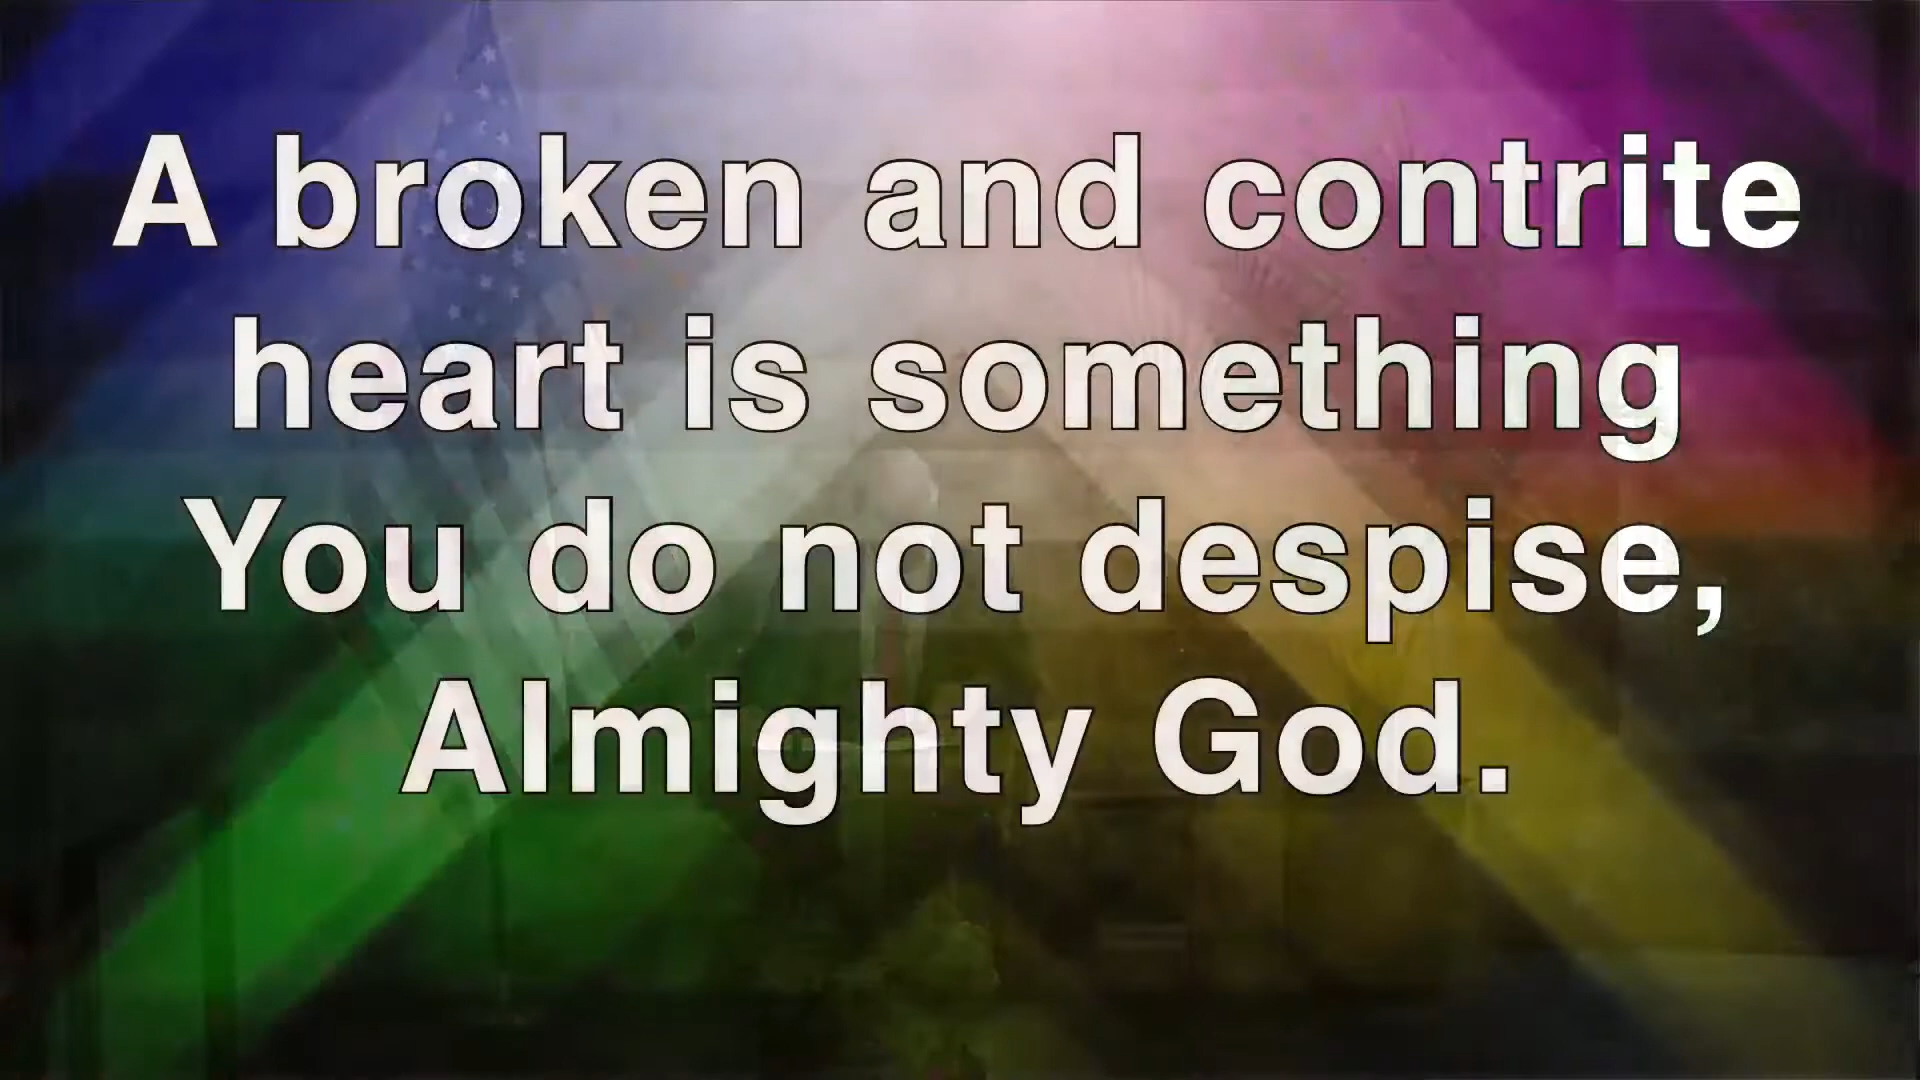 A broken and contrite
heart is something
You do not despise,
Almighty God.